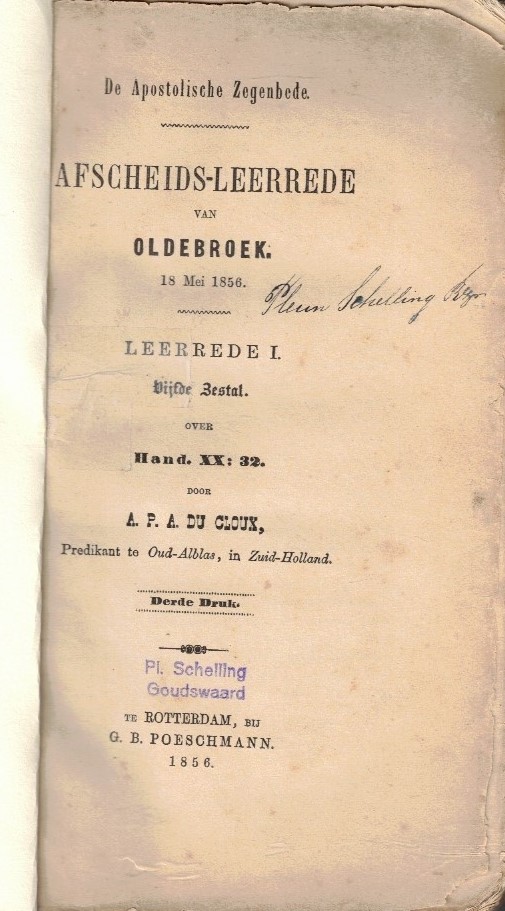 De Apostolische Zegenbede.
AFSCHEIDS-LEERREDE
VAN
OLDEBROEK.
18 Mei 1856.
Pleun Schelling
LEERREDE I.
Vijfde Zestal.
OVER
Hand. XX: 32.
DOOR
A. P. A. DU CLOUX,
Predikant te Oud-Alblas, in Zuid-Holland.
Derde Druk.
Pl. Schelling
Goudswaard
TE ROTTERDAM, BIJ
G. B. POESCHMANN.
1856.